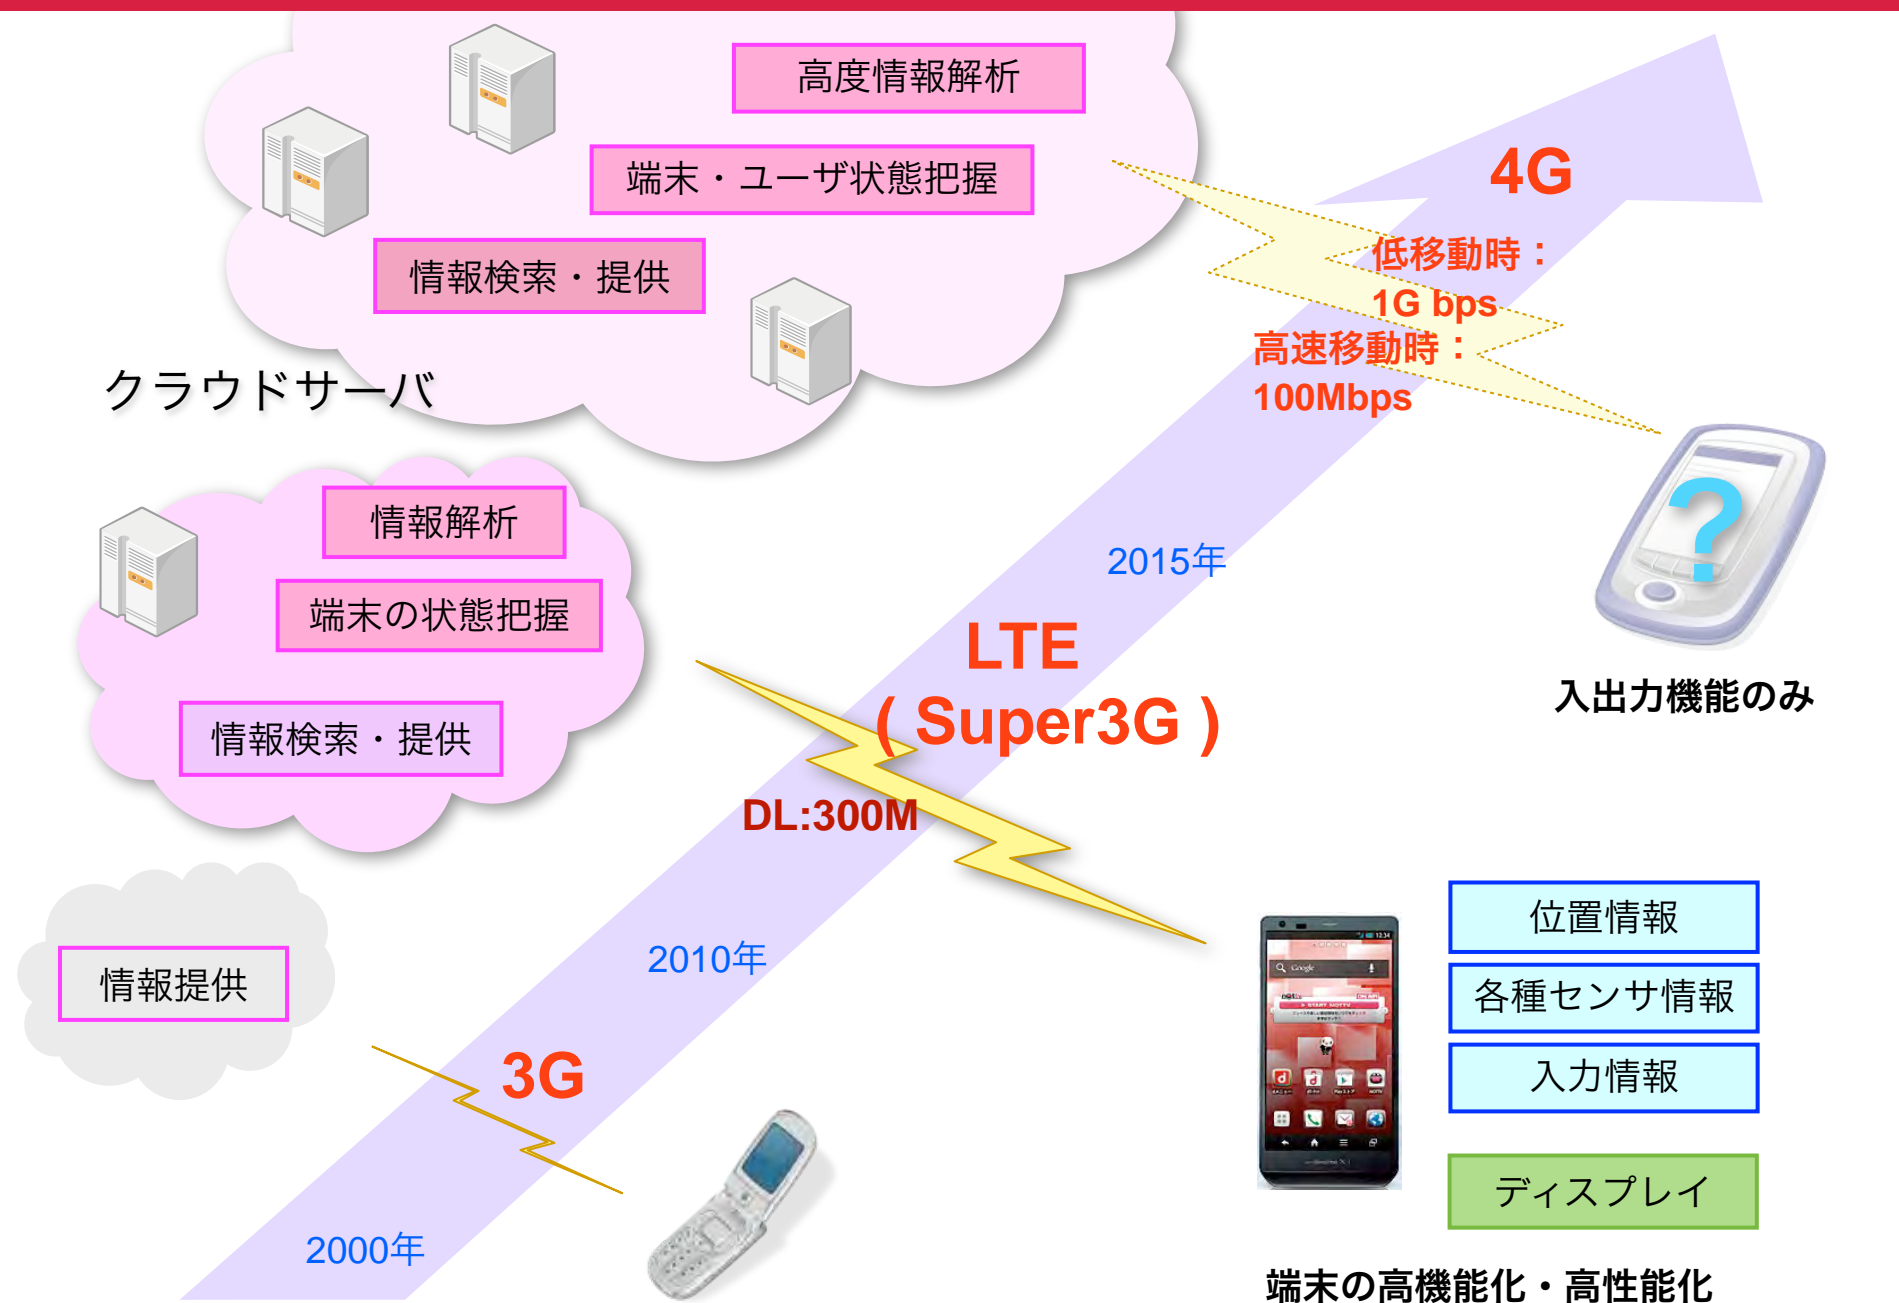 高度情報解析
端末・ユーザ状態把握
4G
情報検索・提供
低移動時：
1G bps
高速移動時：
100Mbps
クラウドサーバ
情報解析
端末の状態把握
情報検索・提供
2015年
?
入出力機能のみ
LTE
( Super3G )
DL:300M
情報提供
2010年
3G
2000年
12:34
Google
位置情報
各種センサ情報
入力情報
ディスプレイ
端末の高機能化・高性能化